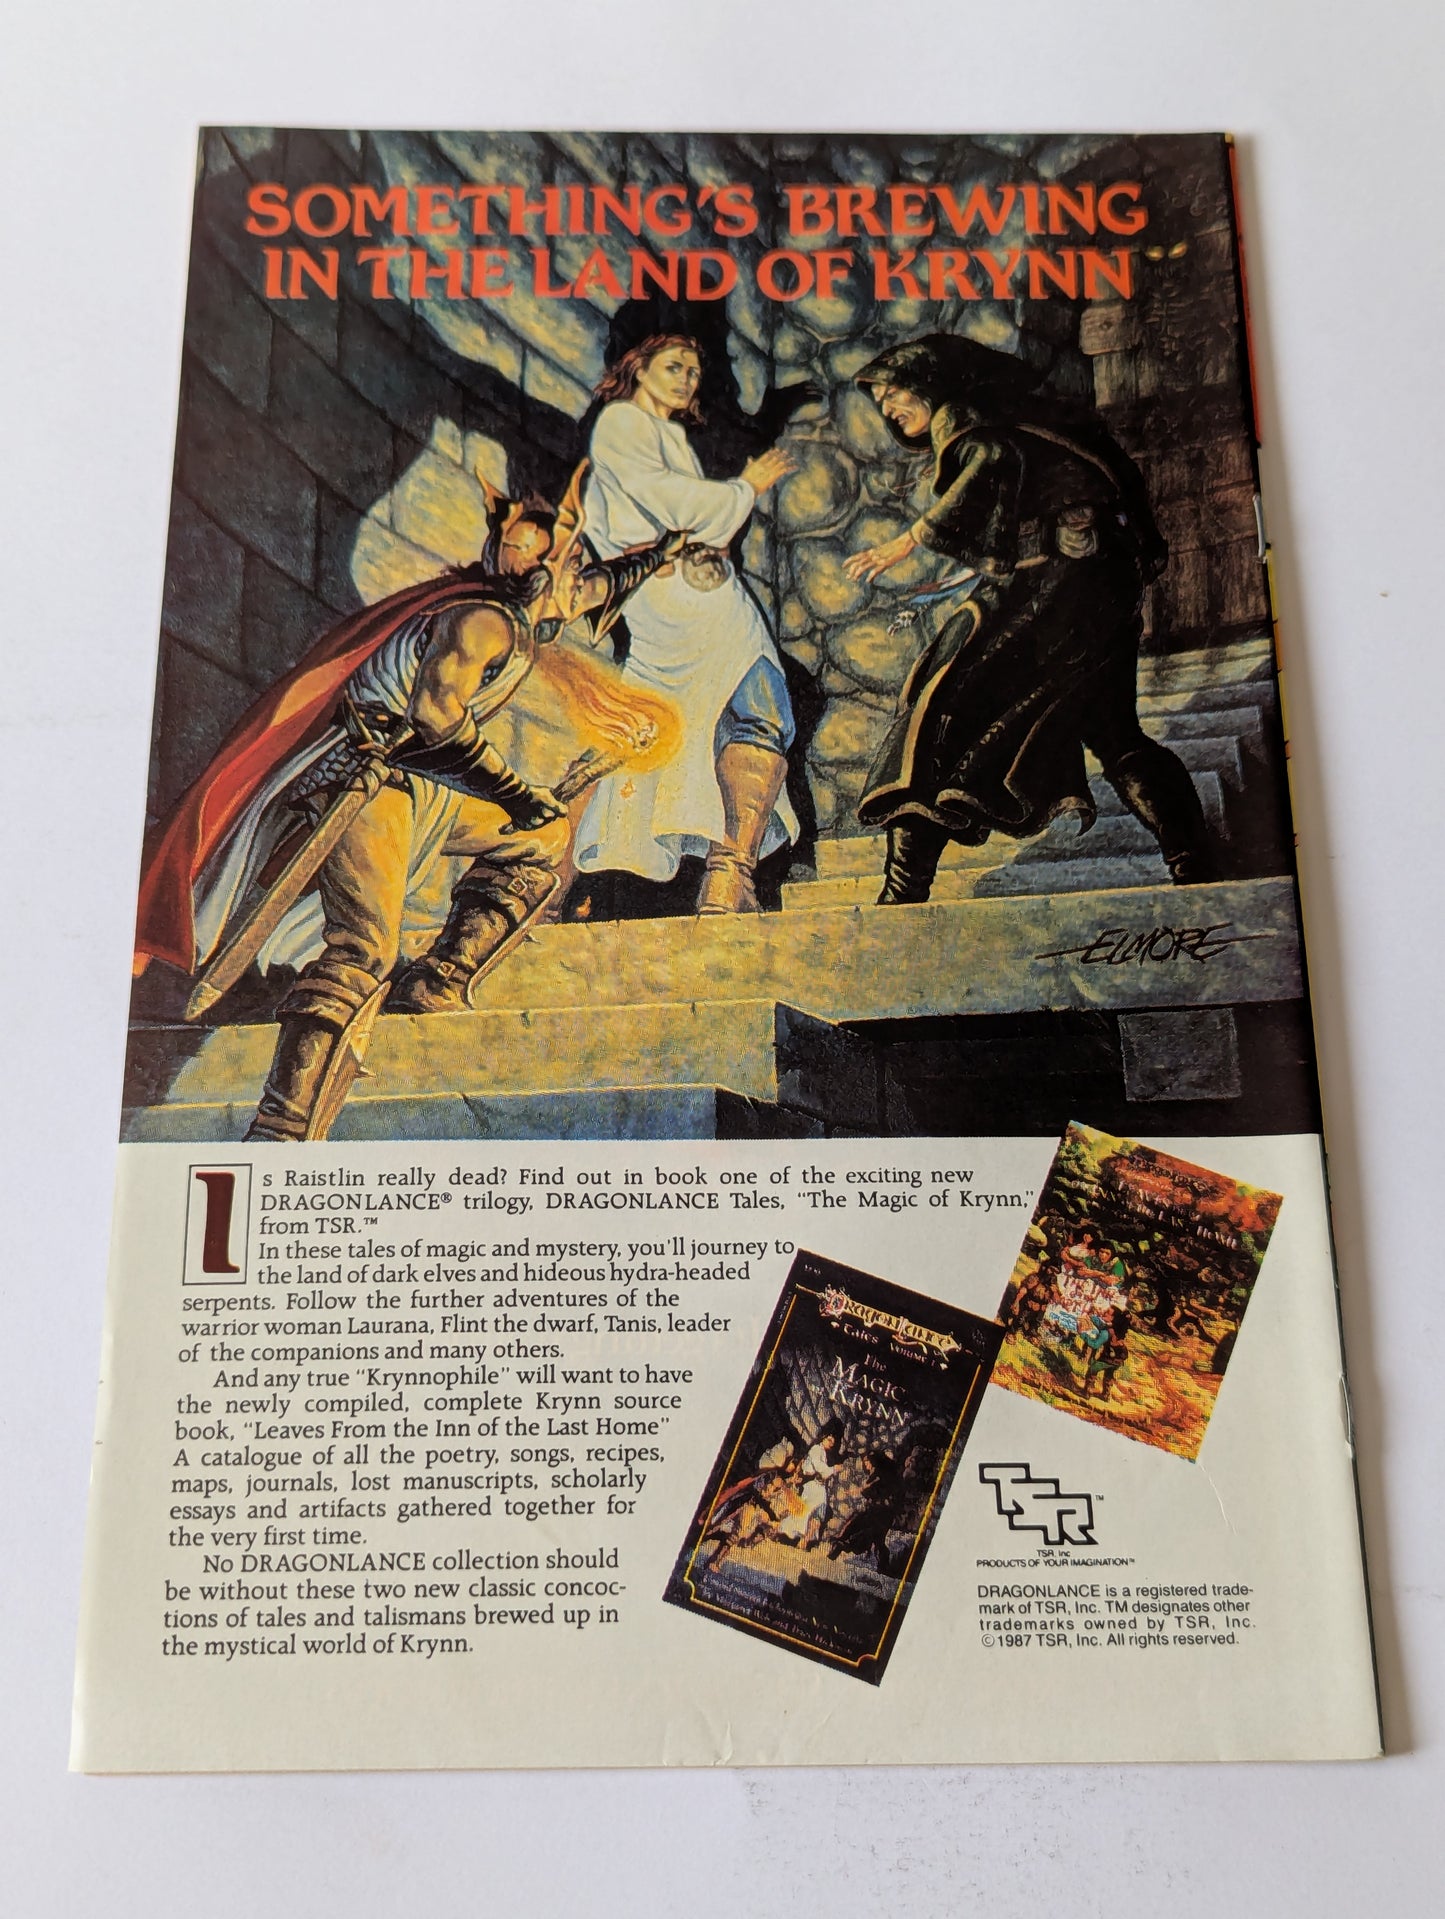 SOMETHING'S BREWING
IN THE LAND OF KRYNN
ELMORE
Is Raistlin really dead? Find out in book one of the exciting new
DRAGONLANCE® trilogy, DRAGONLANCE Tales, "The Magic of Krynn,"
from TSR.™
In these tales of magic and mystery, you'll journey to
the land of dark elves and hideous hydra-headed
serpents. Follow the further adventures of the
warrior woman Laurana, Flint the dwarf, Tanis, leader
of the companions and many others.
And any true "Krynnophile" will want to have
the newly compiled, complete Krynn source
book, "Leaves From the Inn of the Last Home"
A catalogue of all the poetry, songs, recipes,
maps, journals, lost manuscripts, scholarly
essays and artifacts gathered together for
the very first time.
No DRAGONLANCE collection should
be without these two new classic concoc-
tions of tales and talismans brewed up in
the mystical world of Krynn.
DRAGONLANCE
Tales VOLUME 1
The
MAGIC
OF KRYNN
TSR™
TSR, Inc
PRODUCTS OF YOUR IMAGINATION™
DRAGONLANCE is a registered trade-
mark of TSR, Inc. TM designates other
trademarks owned by TSR, Inc.
©1987 TSR, Inc. All rights reserved.